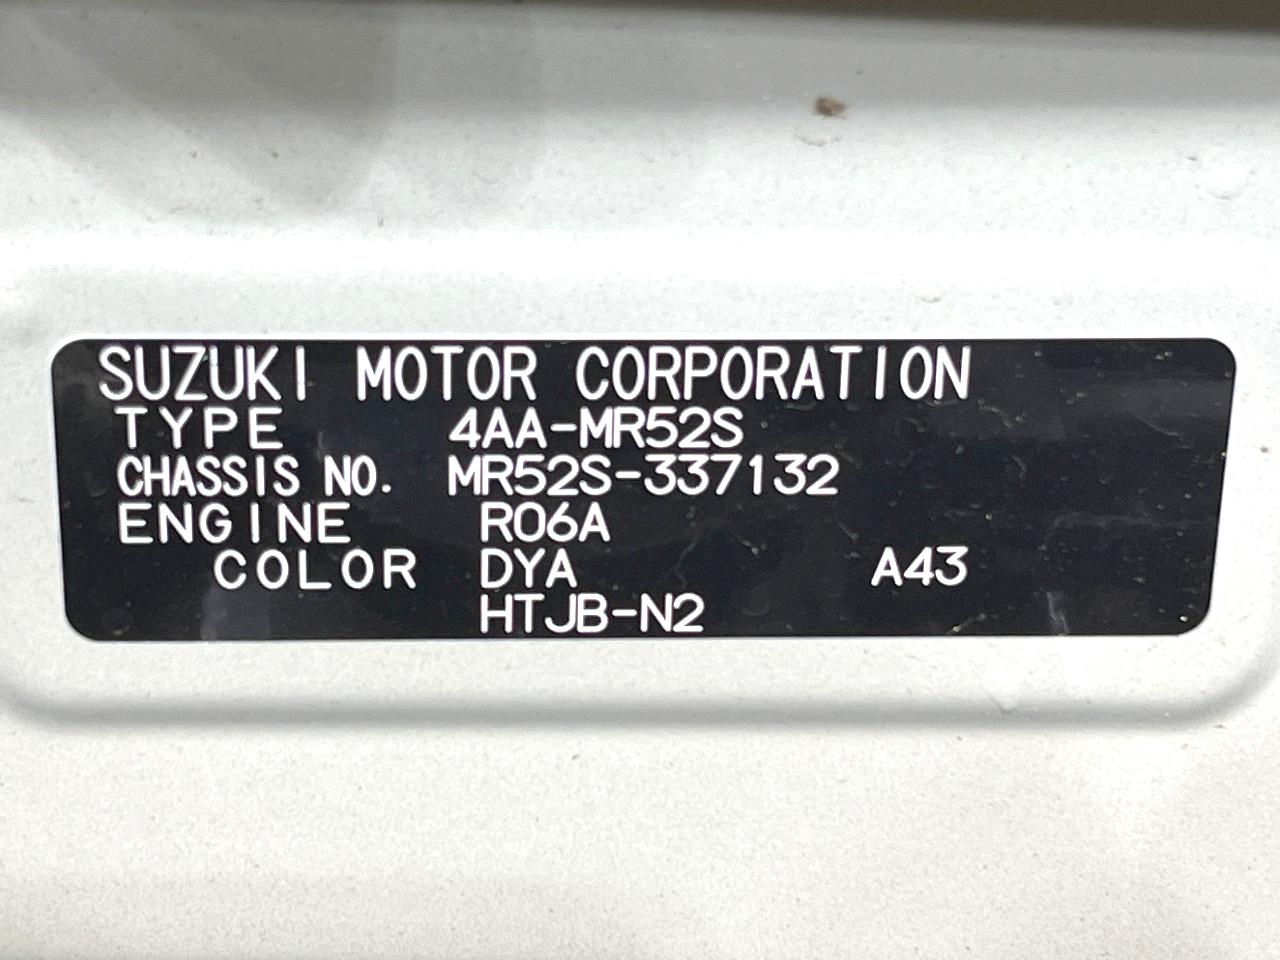 SUZUKI MOTOR CORPORATION
TYPE 4AA-MR52S
CHASSIS NO. MR52S-337132
ENGINE R06A
COLOR DYA A43
HTJB-N2